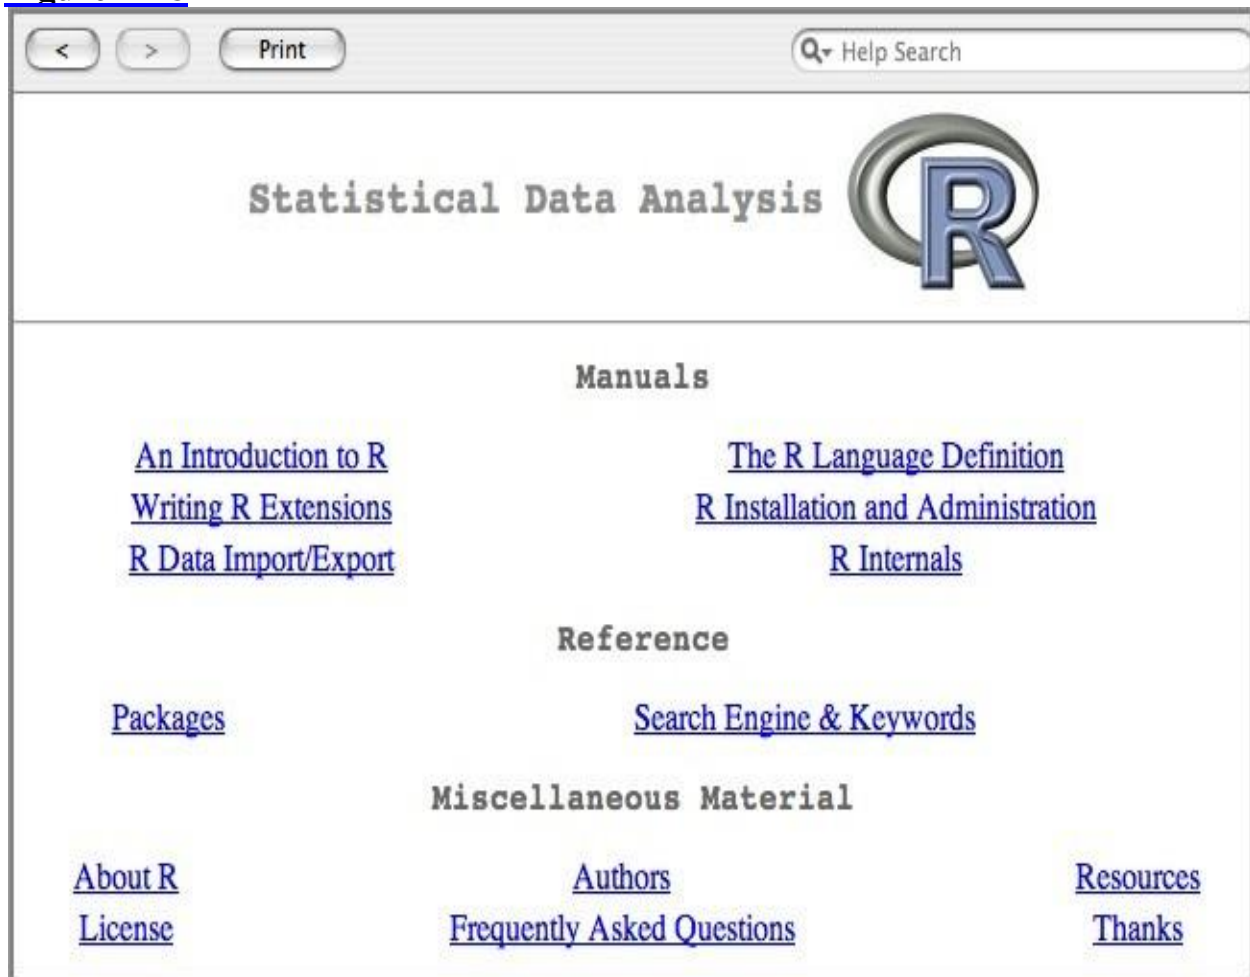 < > Print Help Search
Statistical Data Analysis R
Manuals
An Introduction to R The R Language Definition
Writing R Extensions R Installation and Administration
R Data Import/Export R Internals
Reference
Packages Search Engine & Keywords
Miscellaneous Material
About R Authors Resources
License Frequently Asked Questions Thanks